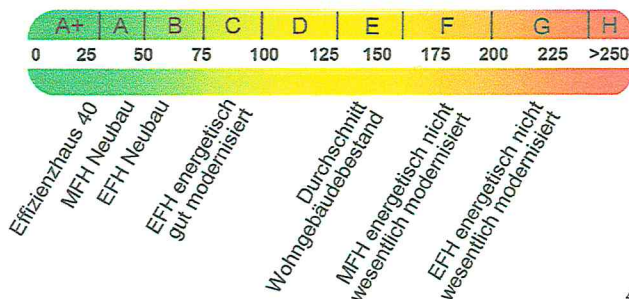 A+ A B C D E F G H
0 25 50 75 100 125 150 175 200 225 >250
Effizienzhaus 40
MFH Neubau
EFH Neubau
EFH energetisch
gut modernisiert
Durchschnitt
Wohngebäudebestand
MFH energetisch nicht
wesentlich modernisiert
EFH energetisch nicht
wesentlich modernisiert